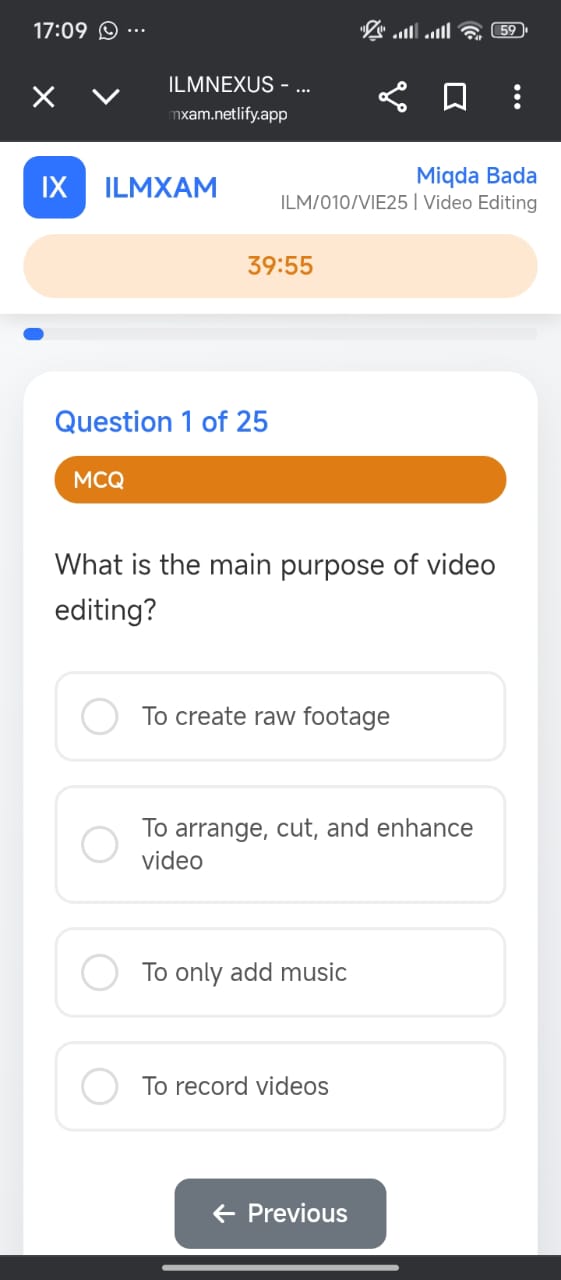 17:09
59
ILMNEXUS - ...
mxam.netlify.app
IX
ILMXAM
Miqda Bada
ILM/010/VIE25 | Video Editing
39:55
Question 1 of 25
MCQ
What is the main purpose of video
editing?
To create raw footage
To arrange, cut, and enhance
video
To only add music
To record videos
← Previous